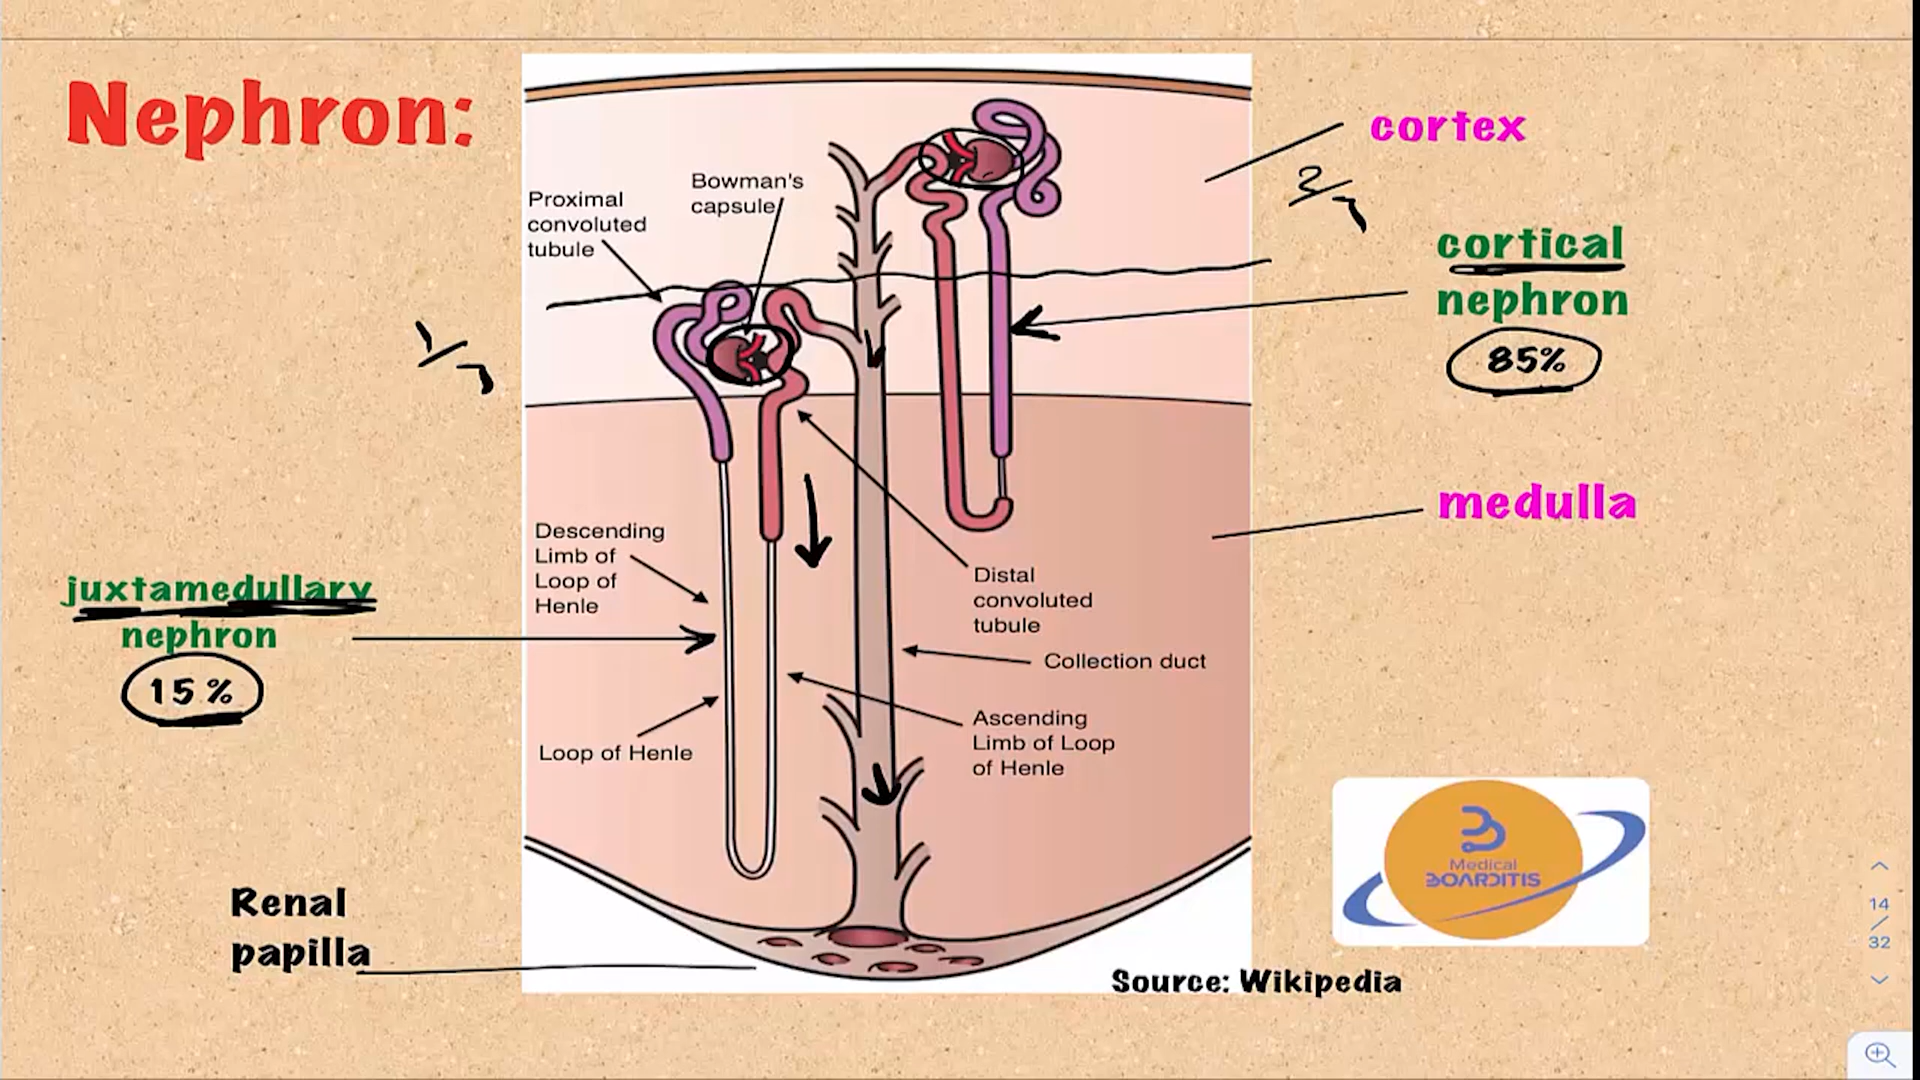 Nephron:
cortex
Bowman's
capsule
Proximal
convoluted
tubule
2/3
cortical
nephron
85%
1/3
medulla
Descending
Limb of
Loop of
Henle
Distal
convoluted
tubule
juxtamedullary
nephron
15%
Collection duct
Ascending
Limb of Loop
of Henle
Loop of Henle
Medical
BOARDITIS
Renal
papilla
Source: Wikipedia
14
/
32